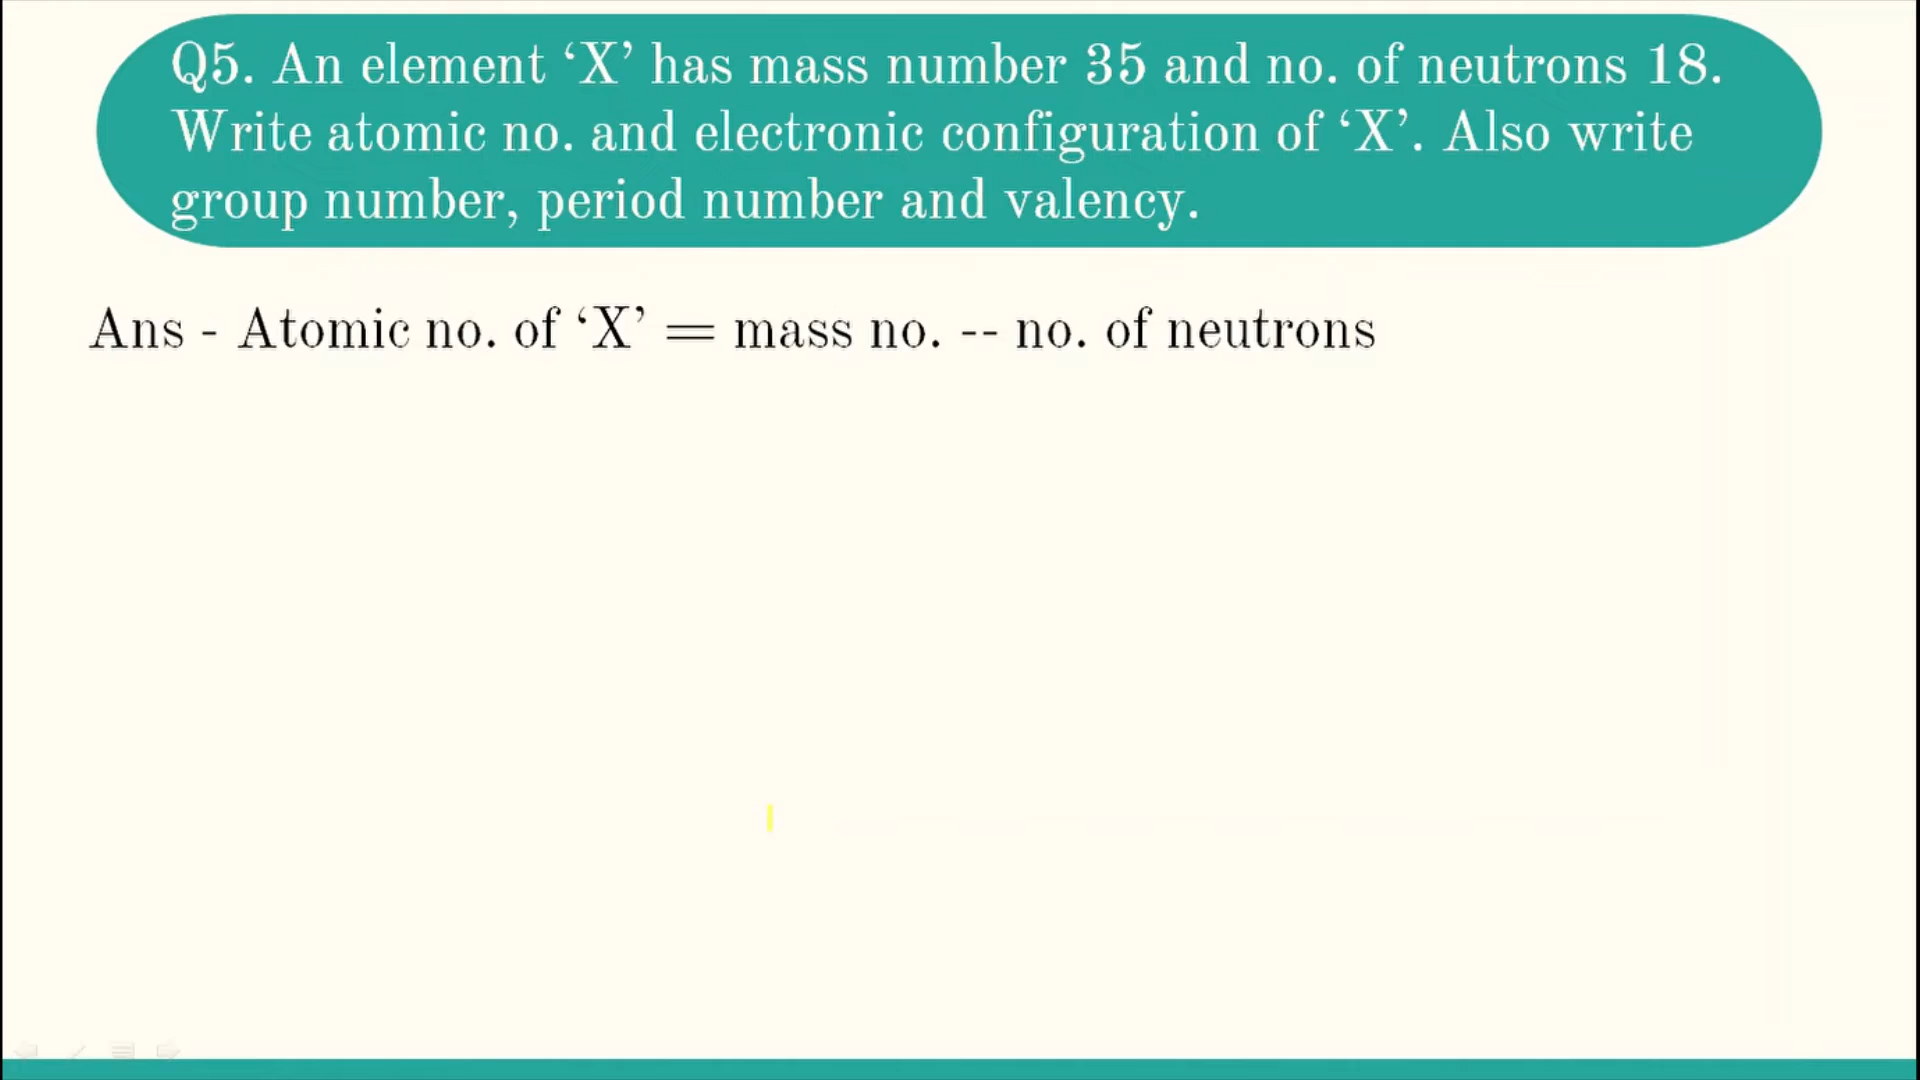 Q5. An element ‘X’ has mass number 35 and no. of neutrons 18.
Write atomic no. and electronic configuration of ‘X’. Also write
group number, period number and valency.
Ans - Atomic no. of ‘X’ = mass no. -- no. of neutrons